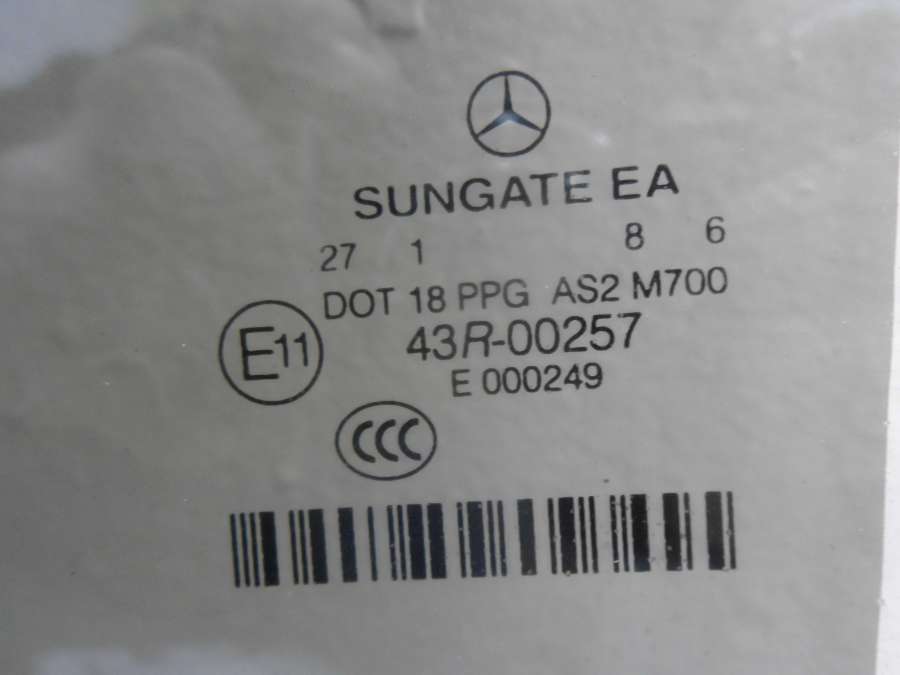 SUNGATE EA
27 1 8 6
DOT 18 PPG AS2 M700
E11 43R-00257
E 000249
CCC